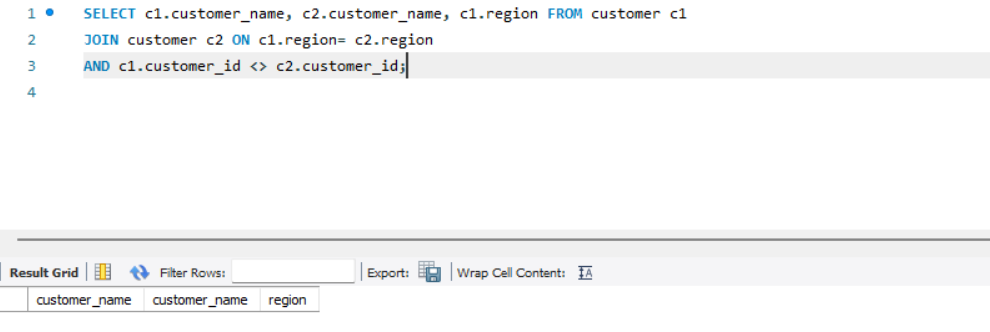 1 SELECT c1.customer_name, c2.customer_name, c1.region FROM customer c1
2 JOIN customer c2 ON c1.region= c2.region
3 AND c1.customer_id <> c2.customer_id;
4
Result Grid Filter Rows: Export: Wrap Cell Content: IA
customer_name customer_name region